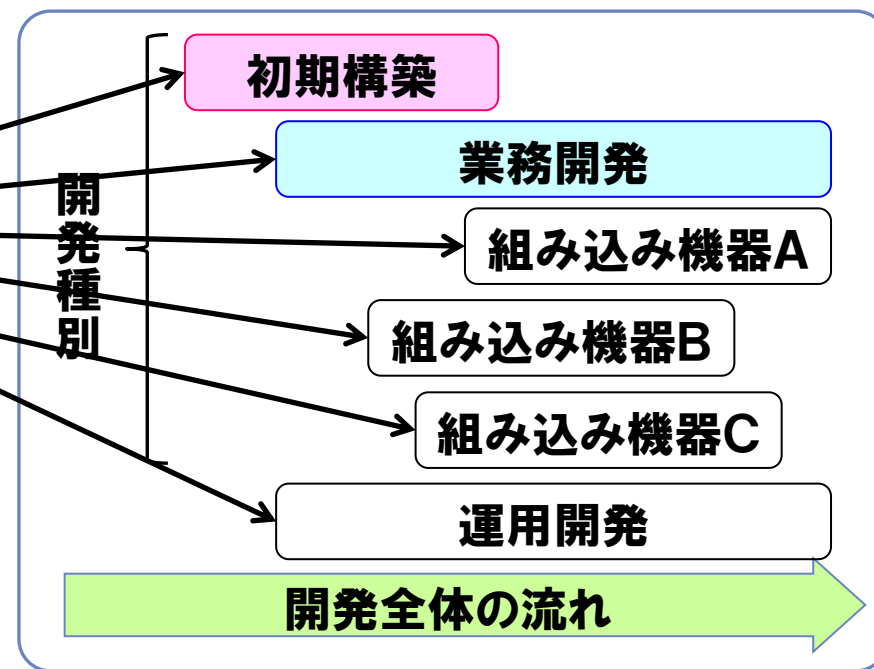 初期構築
業務開発
開発種別
組み込み機器A
組み込み機器B
組み込み機器C
運用開発
開発全体の流れ